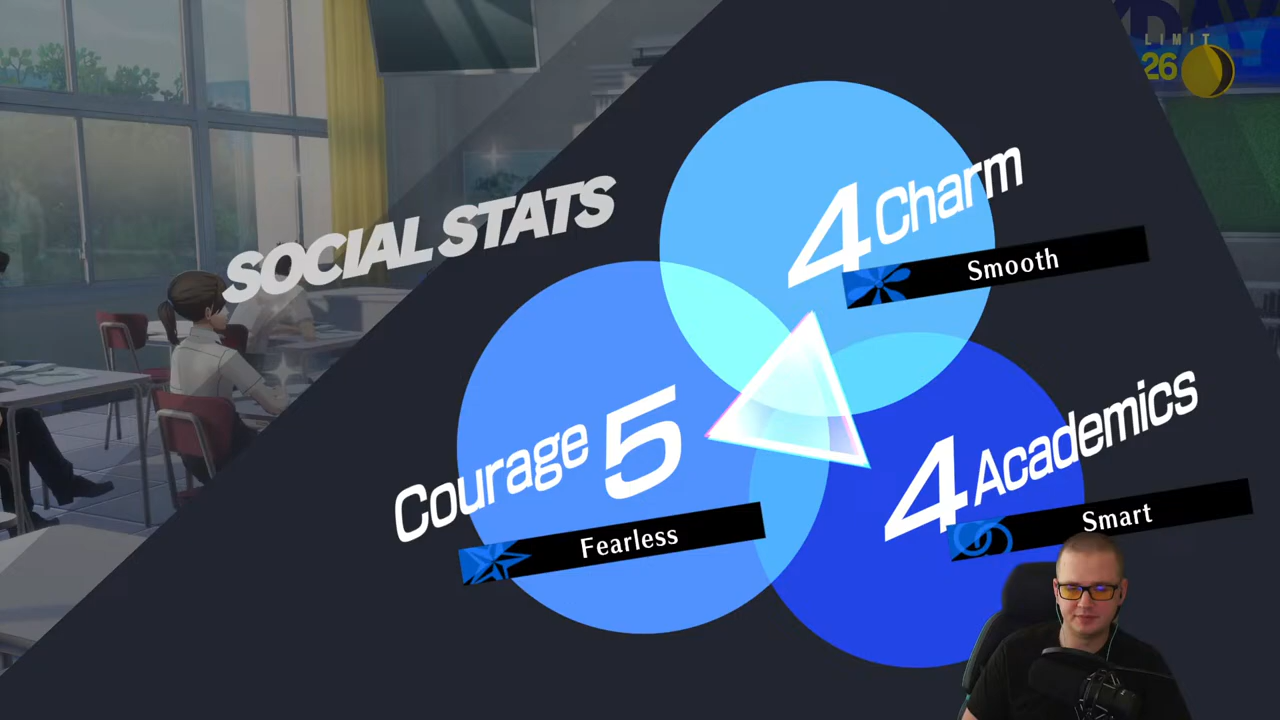 LIMIT
26
SOCIAL STATS
4 Charm
Smooth
Courage 5
Fearless
4 Academics
Smart